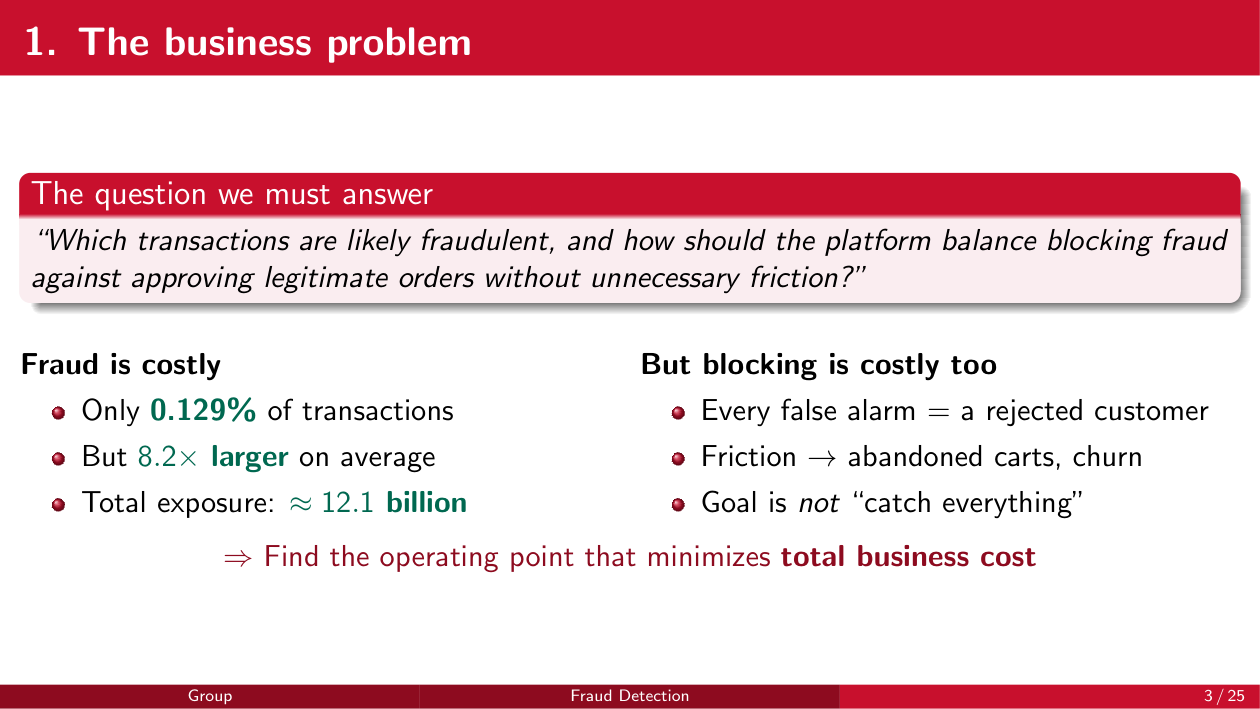 1. The business problem
The question we must answer
“Which transactions are likely fraudulent, and how should the platform balance blocking fraud
against approving legitimate orders without unnecessary friction?”
Fraud is costly
Only 0.129% of transactions
But 8.2× larger on average
Total exposure: ≈ 12.1 billion
But blocking is costly too
Every false alarm = a rejected customer
Friction → abandoned carts, churn
Goal is not “catch everything”
⇒ Find the operating point that minimizes total business cost
Group
Fraud Detection
3 / 25